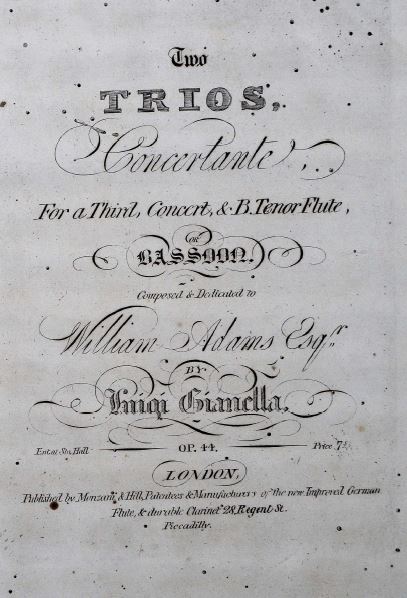 Two
TRIOS,
Concertante,
For a Third, Concert, & B. Tenor Flute,
OR
BASSOON.
Composed & Dedicated to
William Adams Esqr.
BY
Luigi Gianella,
OP. 44.
Ent. at Sta. Hall. Price 7
LONDON,
Published by Monzani & Hill, Patentees & Manufacturers of the new Improved German
Flute, & durable Clarinet 28, Regent St.
Piccadilly.